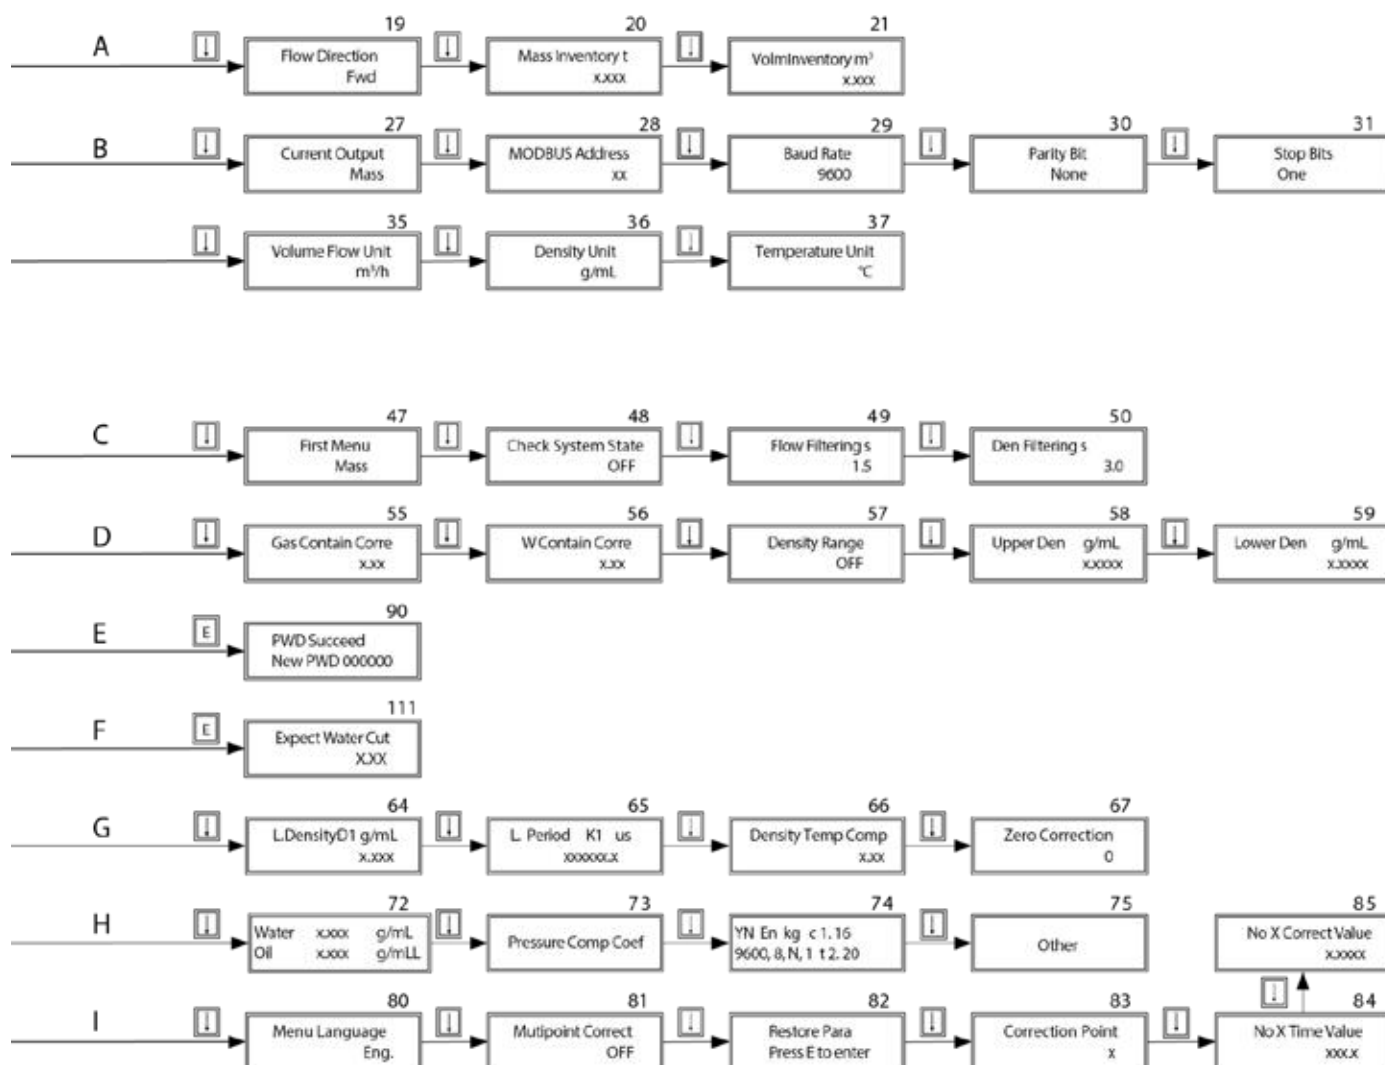 19 20 21
A
Flow Direction
Fwd
Mass Inventory t
x.xxx
VolmInventory m³
x.xxx
27 28 29 30 31
B
Current Output
Mass
MODBUS Address
xx
Baud Rate
9600
Parity Bit
None
Stop Bits
One
35 36 37
Volume Flow Unit
m³/h
Density Unit
g/mL
Temperature Unit
°C
47 48 49 50
C
First Menu
Mass
Check System State
OFF
Flow Filtering s
1.5
Den Filtering s
3.0
55 56 57 58 59
D
Gas Contain Corre
x.xx
W Contain Corre
x.xx
Density Range
OFF
Upper Den g/mL
x.xxxx
Lower Den g/mL
x.xxxx
90
E
E
PWD Succeed
New PWD 000000
111
F
E
Expect Water Cut
X.XX
64 65 66 67
G
L.DensityD1 g/mL
x.xxx
L. Period K1 us
xxxxxx.x
Density Temp Comp
x.xx
Zero Correction
0
72 73 74 75 85
H
Water x.xxx g/mL
Oil x.xxx g/mLL
Pressure Comp Coef
YN En kg c 1. 16
9600, 8, N, 1 t 2. 20
Other
No X Correct Value
x.xxxx
80 81 82 83 84
I
Menu Language
Eng.
Mutipoint Correct
OFF
Restore Para
Press E to enter
Correction Point
x
No X Time Value
xxx.x